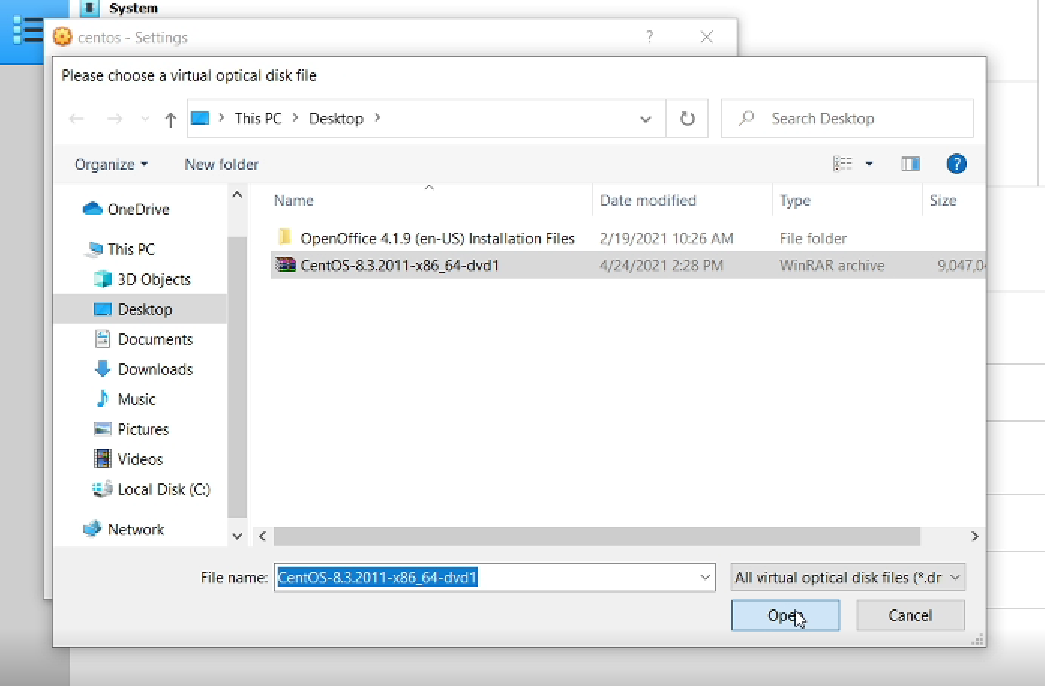 System
centos - Settings
?
Please choose a virtual optical disk file
This PC > Desktop >
Search Desktop
Organize
New folder
?
Name
Date modified
Type
Size
OneDrive
This PC
3D Objects
Desktop
Documents
Downloads
Music
Pictures
Videos
Local Disk (C:)
Network
OpenOffice 4.1.9 (en-US) Installation Files 2/19/2021 10:26 AM File folder
CentOS-8.3.2011-x86_64-dvd1 4/24/2021 2:28 PM WinRAR archive 9,047,0
File name: CentOS-8.3.2011-x86_64-dvd1
All virtual optical disk files (*.dr
Open
Cancel